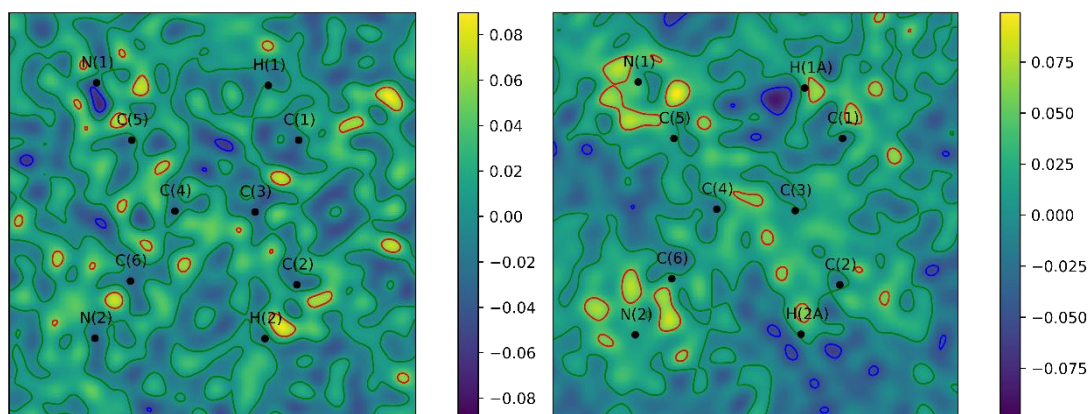 N(1)
H(1)
C(5)
C(1)
C(4)
C(3)
C(6)
C(2)
N(2)
H(2)
0.08
0.06
0.04
0.02
0.00
−0.02
−0.04
−0.06
−0.08
N(1)
H(1A)
C(5)
C(1)
C(4)
C(3)
C(6)
C(2)
N(2)
H(2A)
0.075
0.050
0.025
0.000
−0.025
−0.050
−0.075